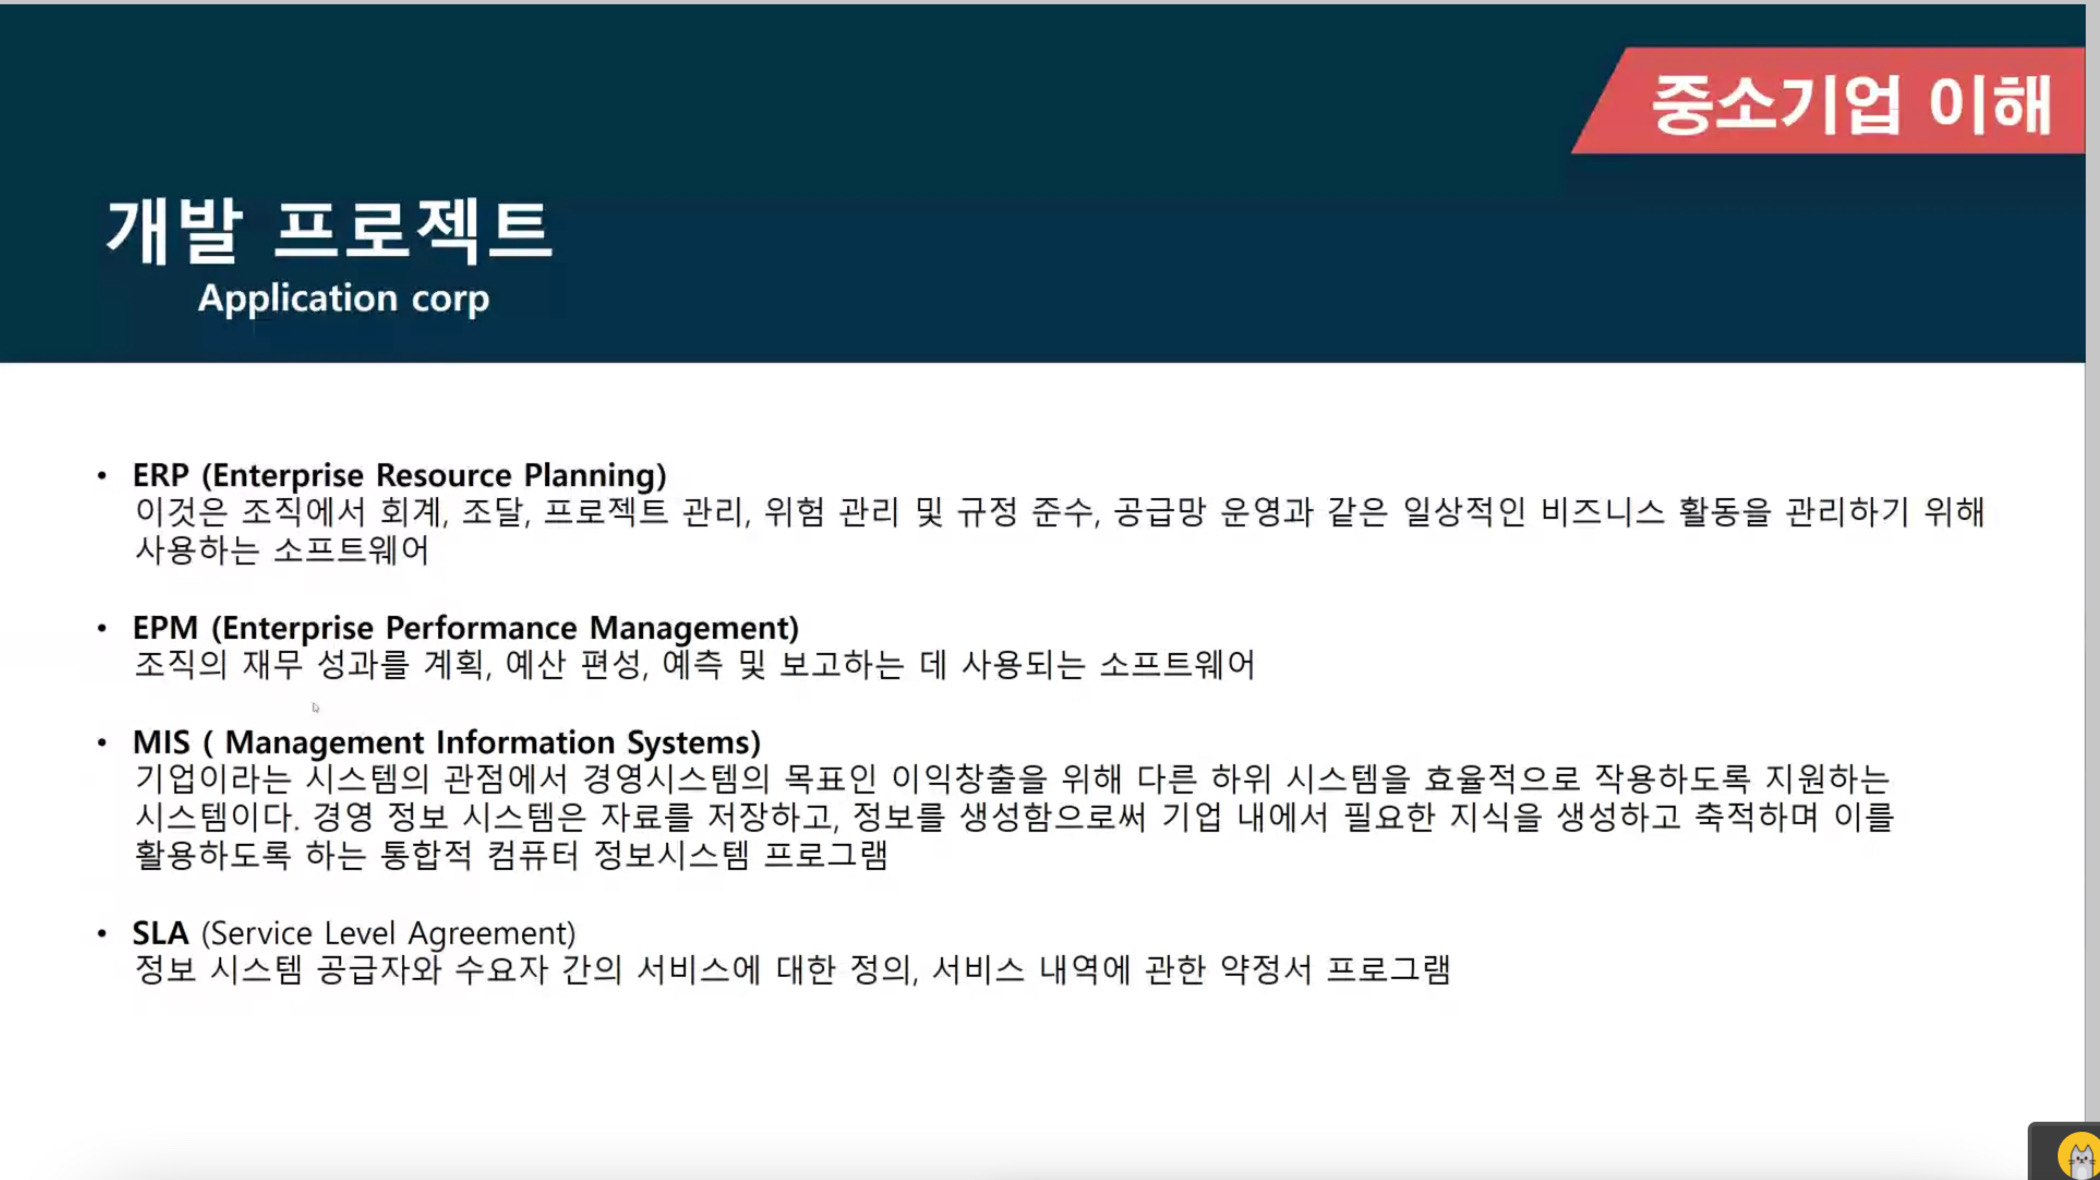 중소기업 이해
개발 프로젝트
Application corp
• ERP (Enterprise Resource Planning)
이것은 조직에서 회계, 조달, 프로젝트 관리, 위험 관리 및 규정 준수, 공급망 운영과 같은 일상적인 비즈니스 활동을 관리하기 위해
사용하는 소프트웨어
• EPM (Enterprise Performance Management)
조직의 재무 성과를 계획, 예산 편성, 예측 및 보고하는 데 사용되는 소프트웨어
• MIS ( Management Information Systems)
기업이라는 시스템의 관점에서 경영시스템의 목표인 이익창출을 위해 다른 하위 시스템을 효율적으로 작용하도록 지원하는
시스템이다. 경영 정보 시스템은 자료를 저장하고, 정보를 생성함으로써 기업 내에서 필요한 지식을 생성하고 축적하며 이를
활용하도록 하는 통합적 컴퓨터 정보시스템 프로그램
• SLA (Service Level Agreement)
정보 시스템 공급자와 수요자 간의 서비스에 대한 정의, 서비스 내역에 관한 약정서 프로그램